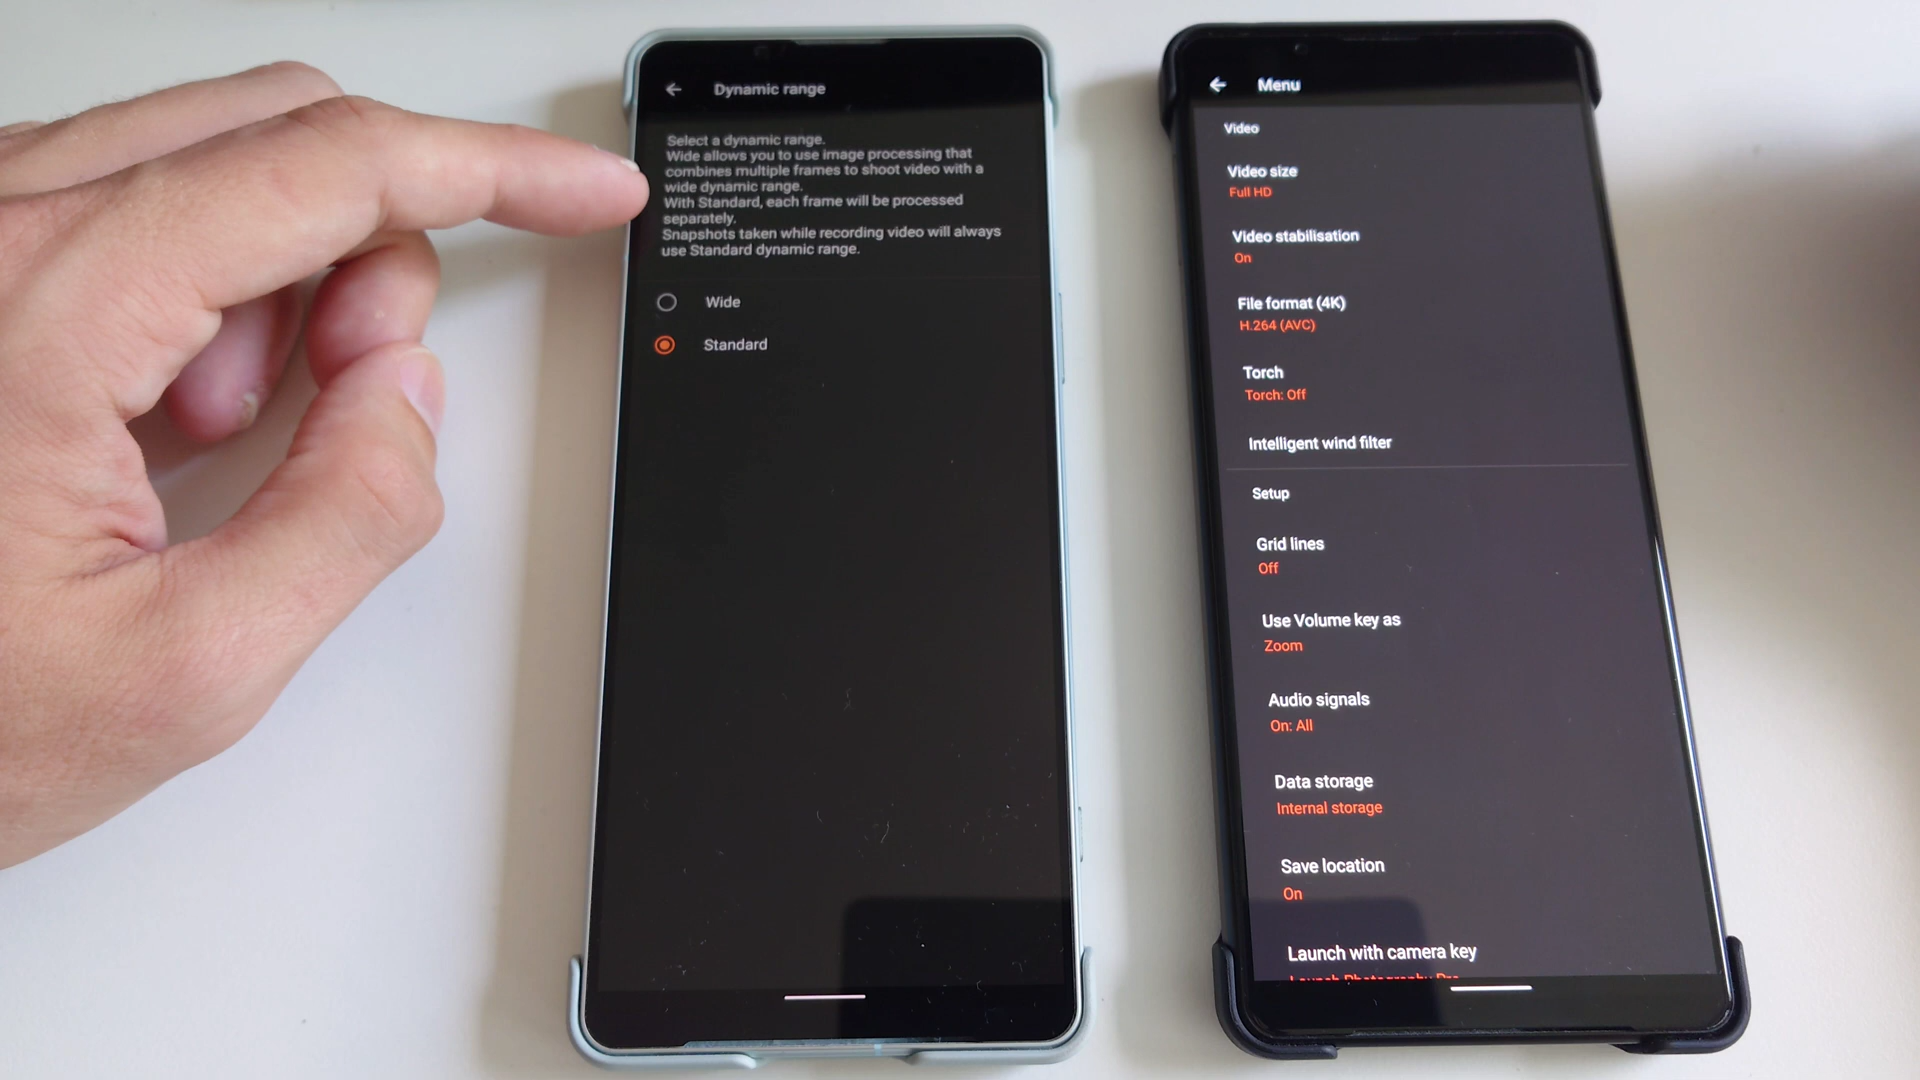 Dynamic range
Select a dynamic range.
Wide allows you to use image processing that
combines multiple frames to shoot video with a
wide dynamic range.
With Standard, each frame will be processed
separately.
Snapshots taken while recording video will always
use Standard dynamic range.
Wide
Standard
Menu
Video
Video size
Full HD
Video stabilisation
On
File format (4K)
H.264 (AVC)
Torch
Torch: Off
Intelligent wind filter
Setup
Grid lines
Off
Use Volume key as
Zoom
Audio signals
On: All
Data storage
Internal storage
Save location
On
Launch with camera key
Launch Photography Pro